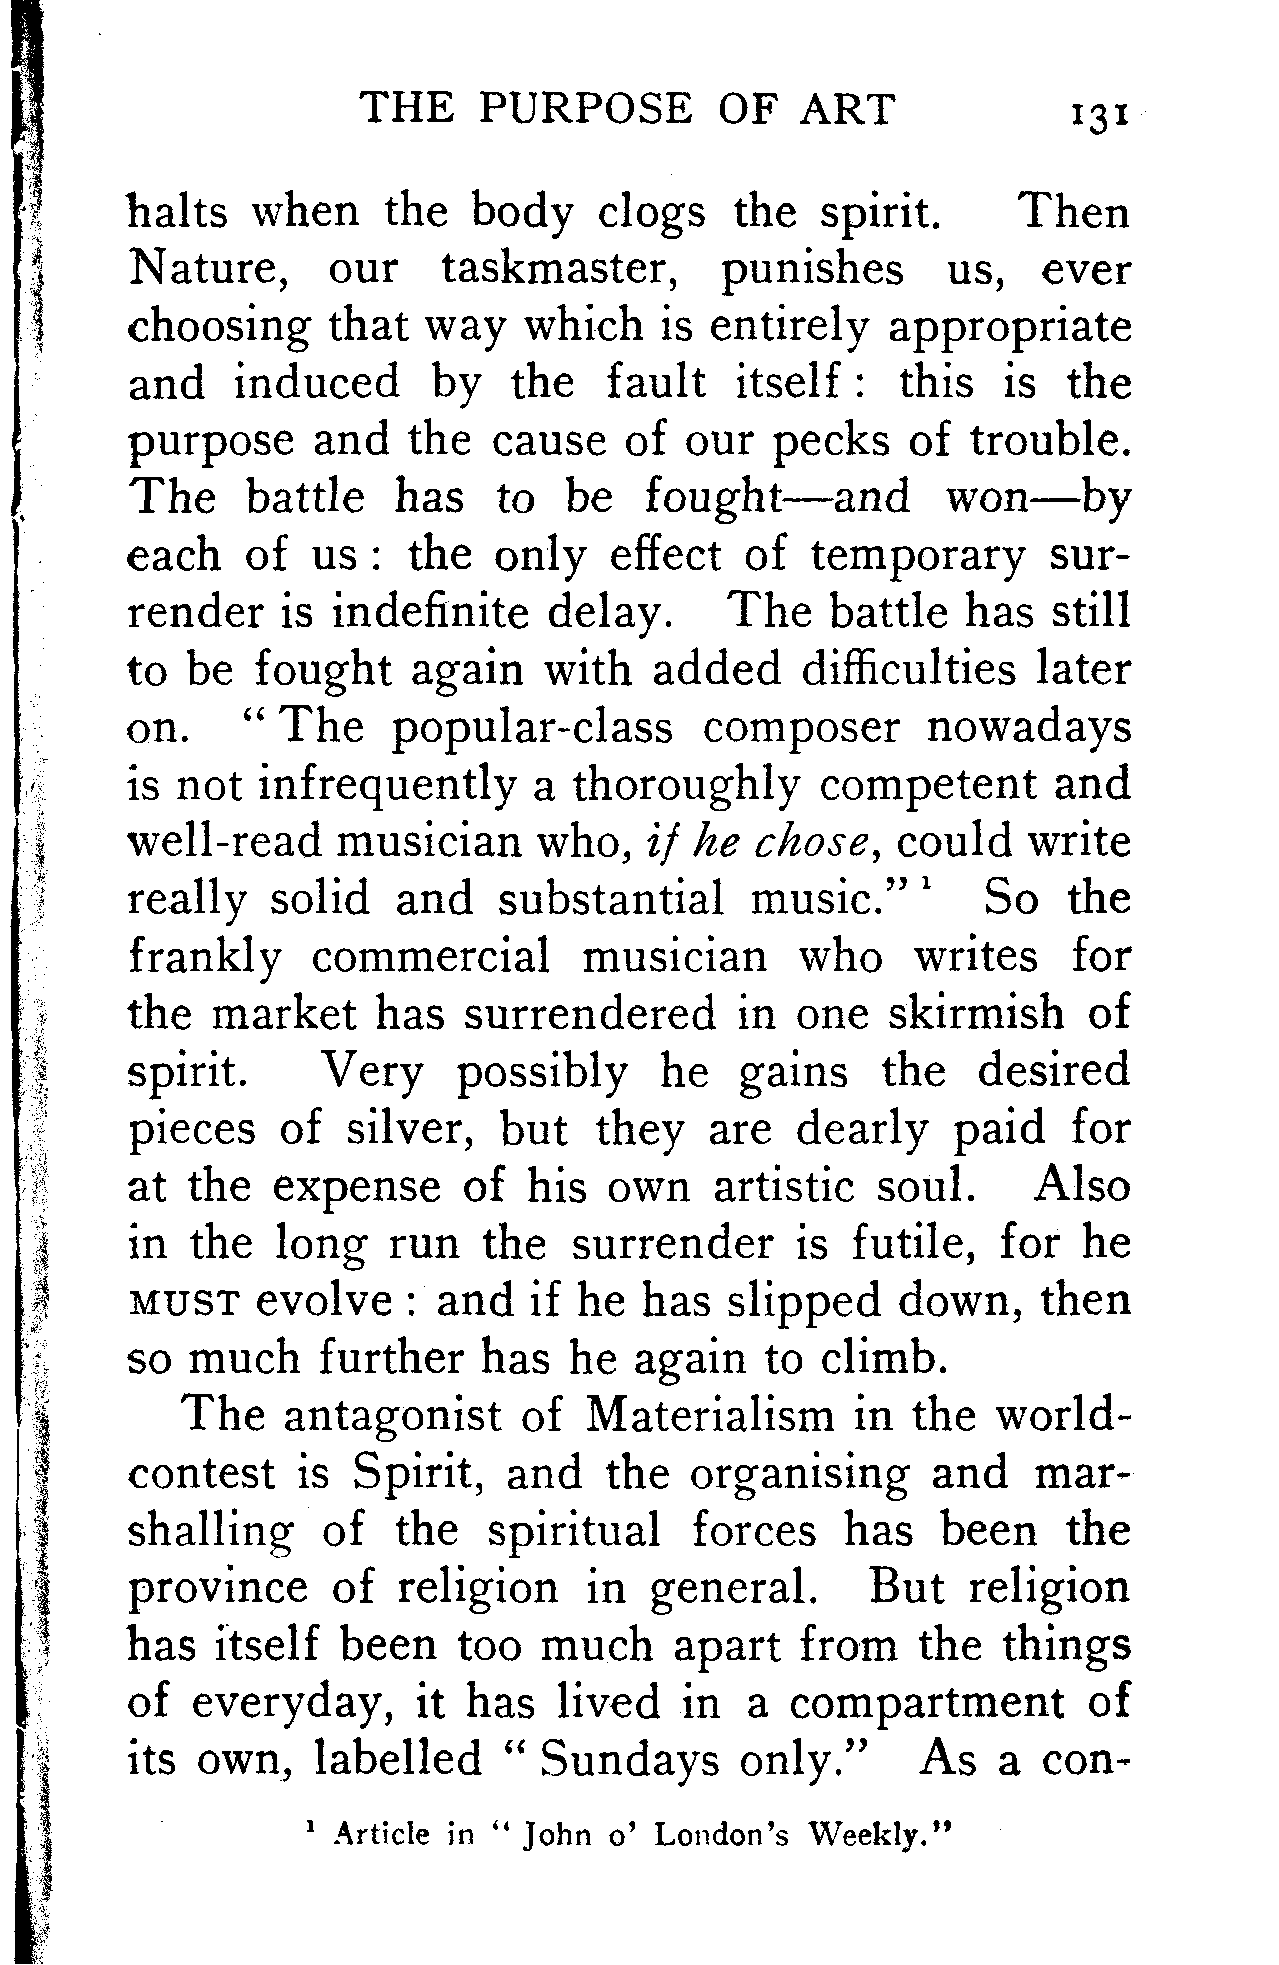 THE PURPOSE OF ART 131
halts when the body clogs the spirit. Then
Nature, our taskmaster, punishes us, ever
choosing that way which is entirely appropriate
and induced by the fault itself : this is the
purpose and the cause of our pecks of trouble.
The battle has to be fought—and won—by
each of us : the only effect of temporary sur-
render is indefinite delay. The battle has still
to be fought again with added difficulties later
on. “ The popular-class composer nowadays
is not infrequently a thoroughly competent and
well-read musician who, if he chose, could write
really solid and substantial music.” ¹ So the
frankly commercial musician who writes for
the market has surrendered in one skirmish of
spirit. Very possibly he gains the desired
pieces of silver, but they are dearly paid for
at the expense of his own artistic soul. Also
in the long run the surrender is futile, for he
MUST evolve : and if he has slipped down, then
so much further has he again to climb.
The antagonist of Materialism in the world-
contest is Spirit, and the organising and mar-
shalling of the spiritual forces has been the
province of religion in general. But religion
has itself been too much apart from the things
of everyday, it has lived in a compartment of
its own, labelled “ Sundays only.” As a con-
¹ Article in “ John o’ London’s Weekly.”